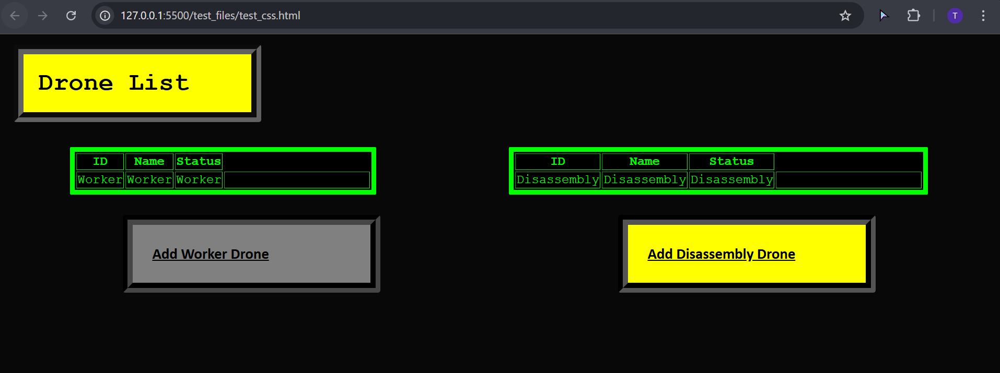 127.0.0.1:5500/test_files/test_css.html
T
Drone List
ID Name Status
Worker Worker Worker
ID Name Status
Disassembly Disassembly Disassembly
Add Worker Drone
Add Disassembly Drone